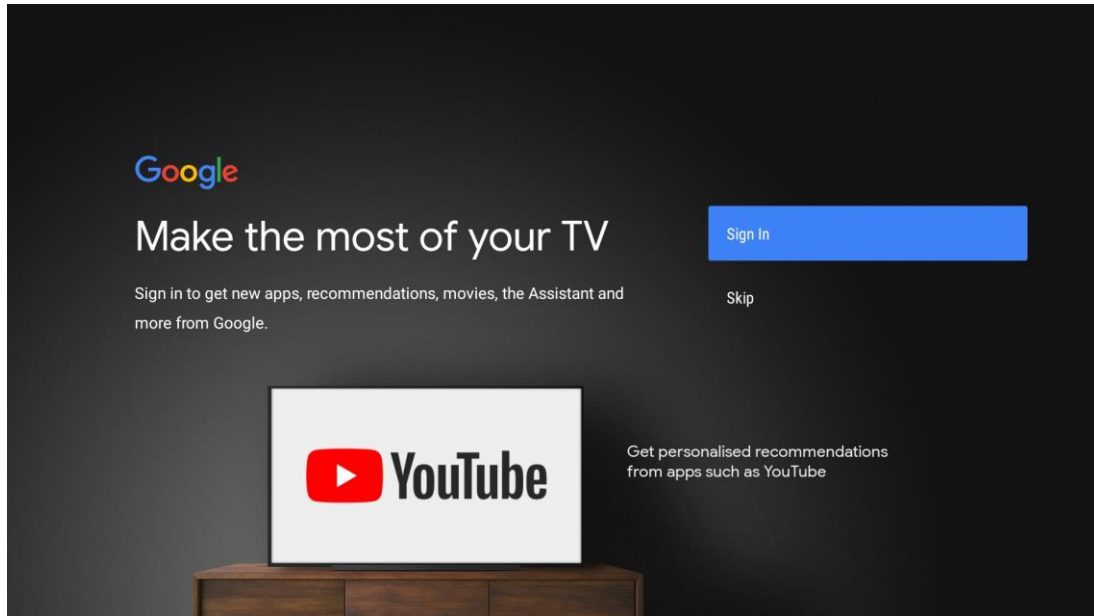 Google
Make the most of your TV
Sign in to get new apps, recommendations, movies, the Assistant and
more from Google.
Sign In
Skip
YouTube
Get personalised recommendations
from apps such as YouTube